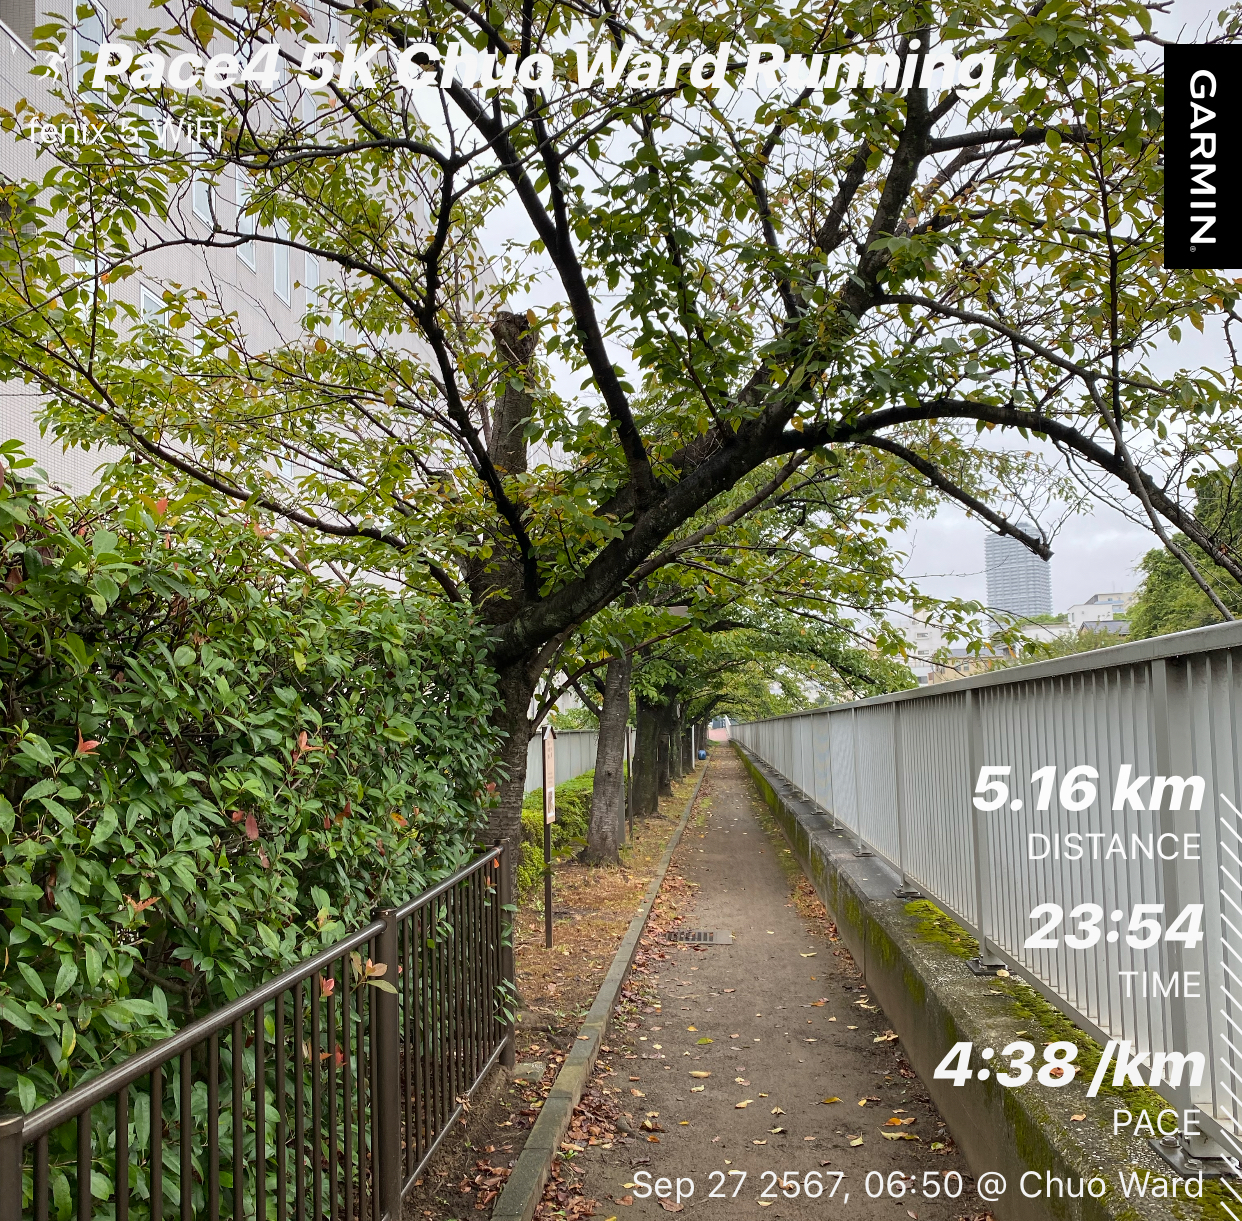 Pace4 5K Chuo Ward Running...
fenix 5 WiFi
GARMIN
5.16 km
DISTANCE
23:54
TIME
4:38 /km
PACE
Sep 27 2567, 06:50 @ Chuo Ward